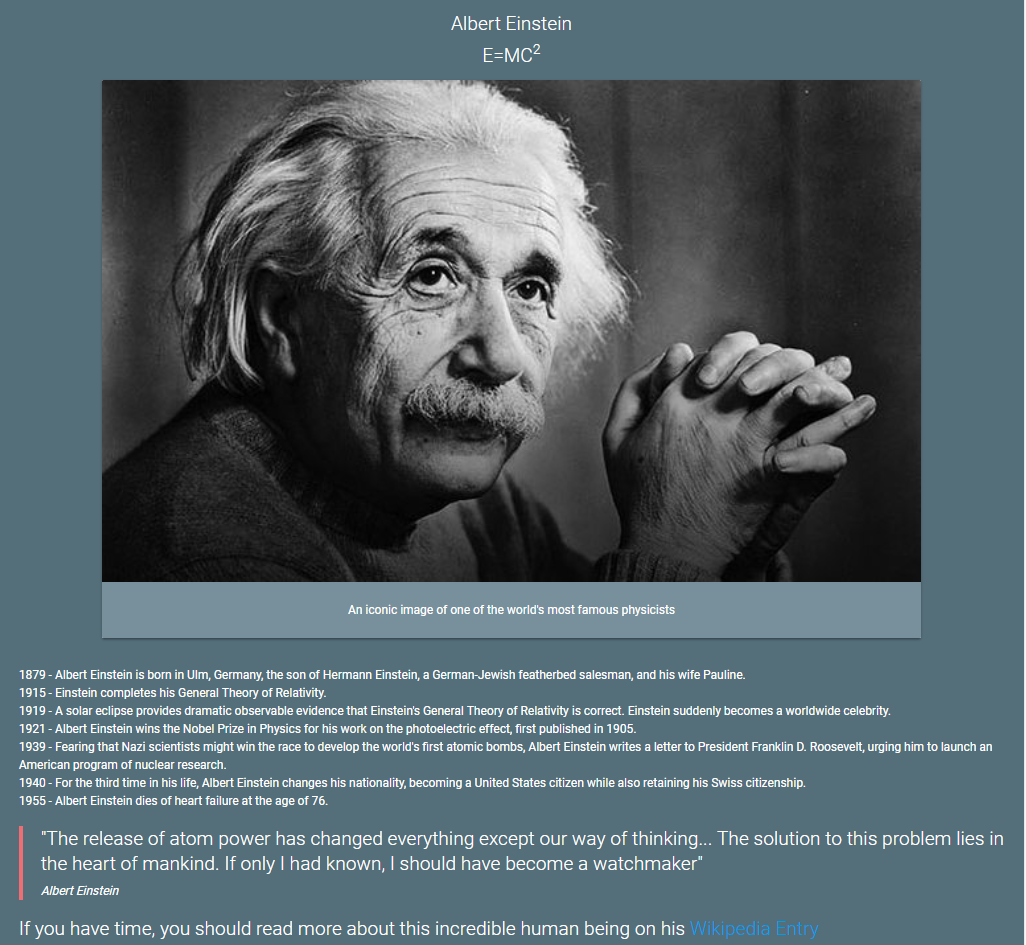 Albert Einstein
E=MC²
An iconic image of one of the world's most famous physicists
1879 - Albert Einstein is born in Ulm, Germany, the son of Hermann Einstein, a German-Jewish featherbed salesman, and his wife Pauline.
1915 - Einstein completes his General Theory of Relativity.
1919 - A solar eclipse provides dramatic observable evidence that Einstein's General Theory of Relativity is correct. Einstein suddenly becomes a worldwide celebrity.
1921 - Albert Einstein wins the Nobel Prize in Physics for his work on the photoelectric effect, first published in 1905.
1939 - Fearing that Nazi scientists might win the race to develop the world's first atomic bombs, Albert Einstein writes a letter to President Franklin D. Roosevelt, urging him to launch an
American program of nuclear research.
1940 - For the third time in his life, Albert Einstein changes his nationality, becoming a United States citizen while also retaining his Swiss citizenship.
1955 - Albert Einstein dies of heart failure at the age of 76.
"The release of atom power has changed everything except our way of thinking... The solution to this problem lies in
the heart of mankind. If only I had known, I should have become a watchmaker"
Albert Einstein
If you have time, you should read more about this incredible human being on his Wikipedia Entry